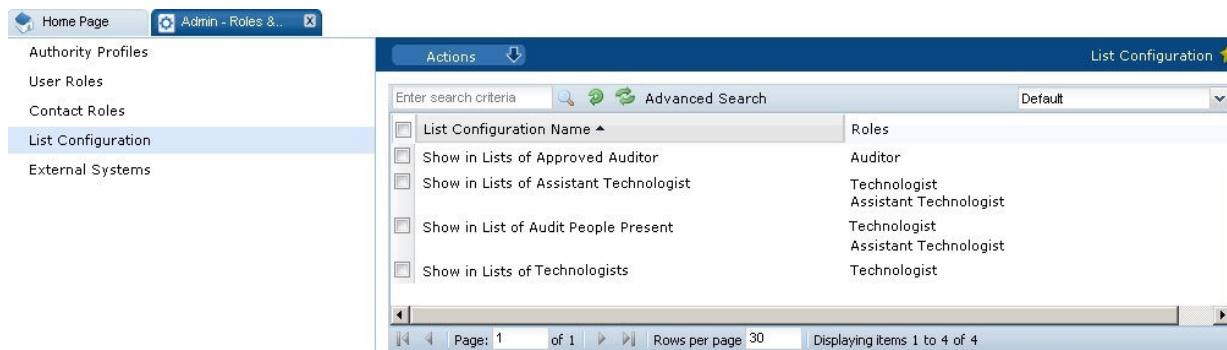 Home Page Admin - Roles &..
Authority Profiles
User Roles
Contact Roles
List Configuration
External Systems
Actions List Configuration
Enter search criteria Advanced Search Default
List Configuration Name Roles
Show in Lists of Approved Auditor Auditor
Show in Lists of Assistant Technologist Technologist
Assistant Technologist
Show in List of Audit People Present Technologist
Assistant Technologist
Show in Lists of Technologists Technologist
Page: 1 of 1 Rows per page 30 Displaying items 1 to 4 of 4